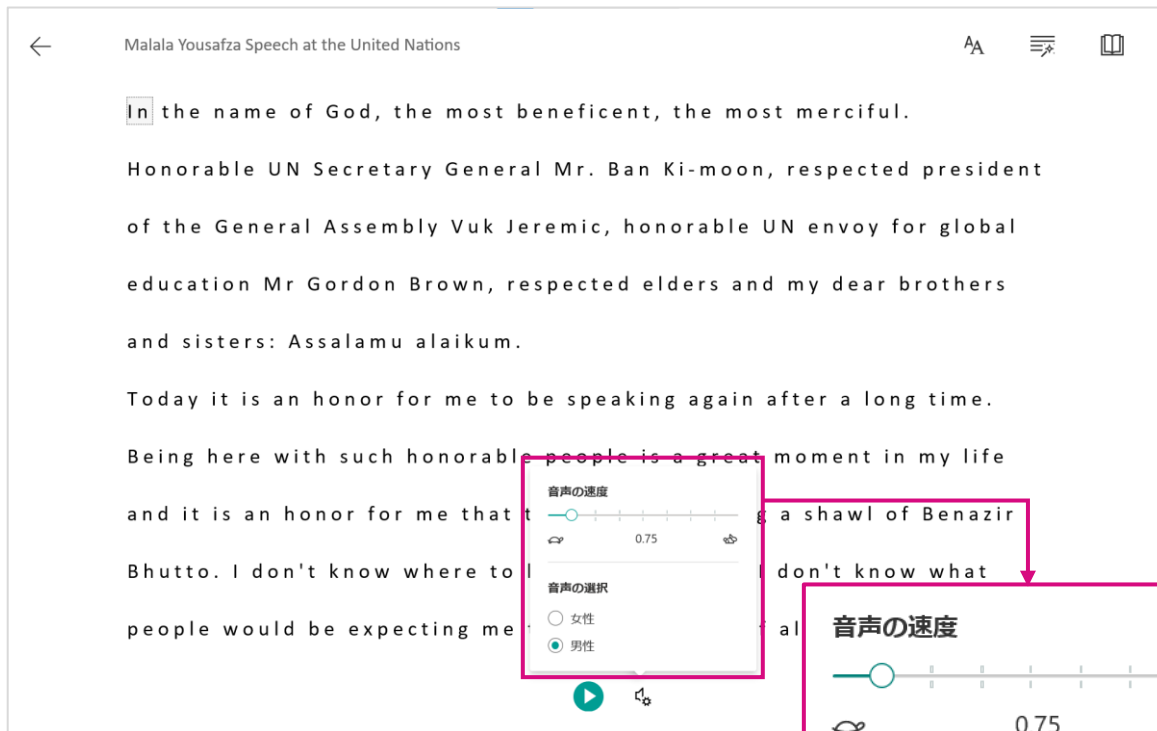 Malala Yousafza Speech at the United Nations
In the name of God, the most beneficent, the most merciful.
Honorable UN Secretary General Mr. Ban Ki-moon, respected president
of the General Assembly Vuk Jeremic, honorable UN envoy for global
education Mr Gordon Brown, respected elders and my dear brothers
and sisters: Assalamu alaikum.
Today it is an honor for me to be speaking again after a long time.
Being here with such honorable people is a great moment in my life
and it is an honor for me that a shawl of Benazir
Bhutto. I don't know where to don't know what
people would be expecting me
音声の速度
0.75
音声の選択
女性
男性
音声の速度
0.75